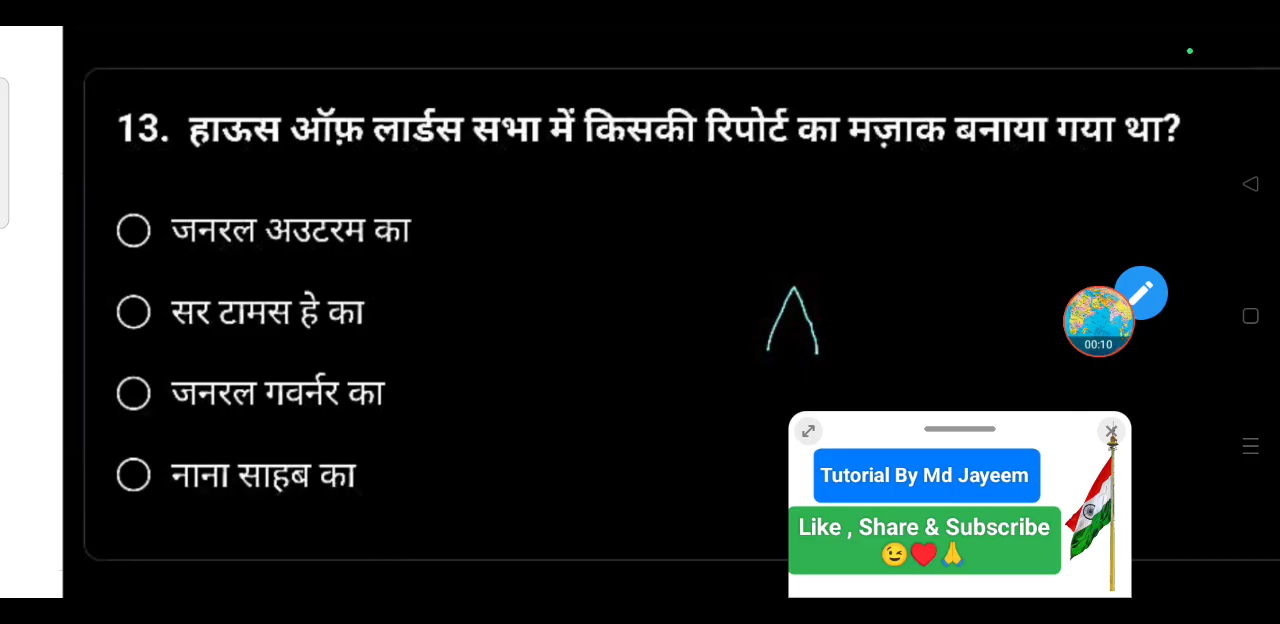 13. हाऊस ऑफ़ लार्डस सभा में किसकी रिपोर्ट का मज़ाक बनाया गया था?
जनरल अउटरम का
सर टामस हे का
जनरल गवर्नर का
नाना साहब का
00:10
Tutorial By Md Jayeem
Like , Share & Subscribe
😉❤️🙏